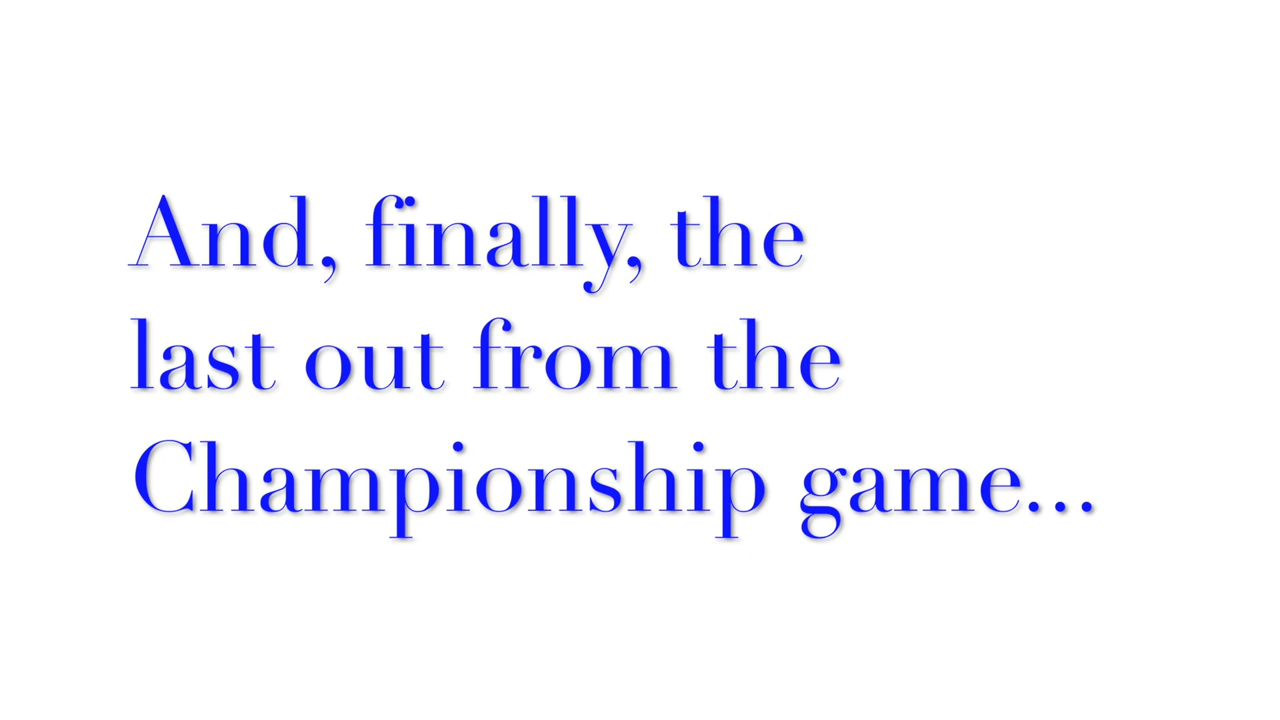 And, finally, the
last out from the
Championship game...